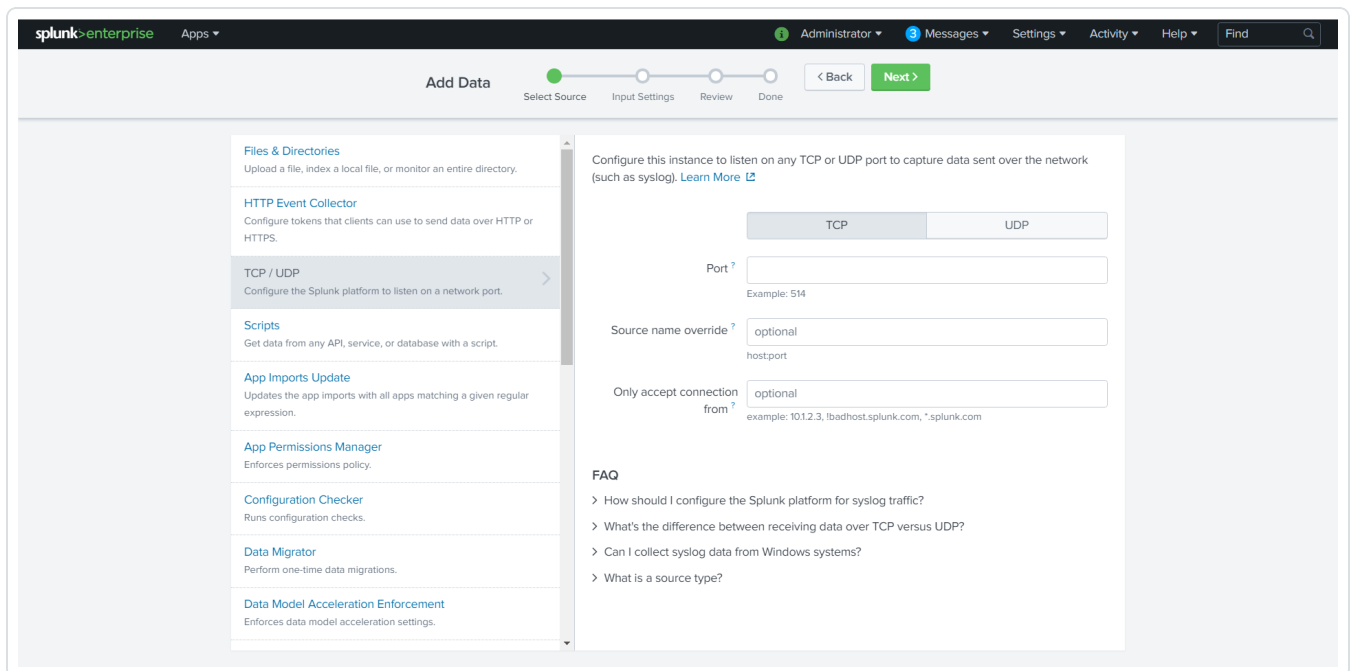 splunk>enterprise Apps Administrator 3 Messages Settings Activity Help Find
Add Data
Select Source Input Settings Review Done
< Back Next >
Files & Directories
Upload a file, index a local file, or monitor an entire directory.
HTTP Event Collector
Configure tokens that clients can use to send data over HTTP or
HTTPS.
TCP / UDP
Configure the Splunk platform to listen on a network port.
Scripts
Get data from any API, service, or database with a script.
App Imports Update
Updates the app imports with all apps matching a given regular
expression.
App Permissions Manager
Enforces permissions policy.
Configuration Checker
Runs configuration checks.
Data Migrator
Perform one-time data migrations.
Data Model Acceleration Enforcement
Enforces data model acceleration settings.
Configure this instance to listen on any TCP or UDP port to capture data sent over the network
(such as syslog). Learn More
TCP UDP
Port ?
Example: 514
Source name override ? optional
host:port
Only accept connection
from ?
optional
example: 10.1.2.3, !badhost.splunk.com, *.splunk.com
FAQ
> How should I configure the Splunk platform for syslog traffic?
> What's the difference between receiving data over TCP versus UDP?
> Can I collect syslog data from Windows systems?
> What is a source type?